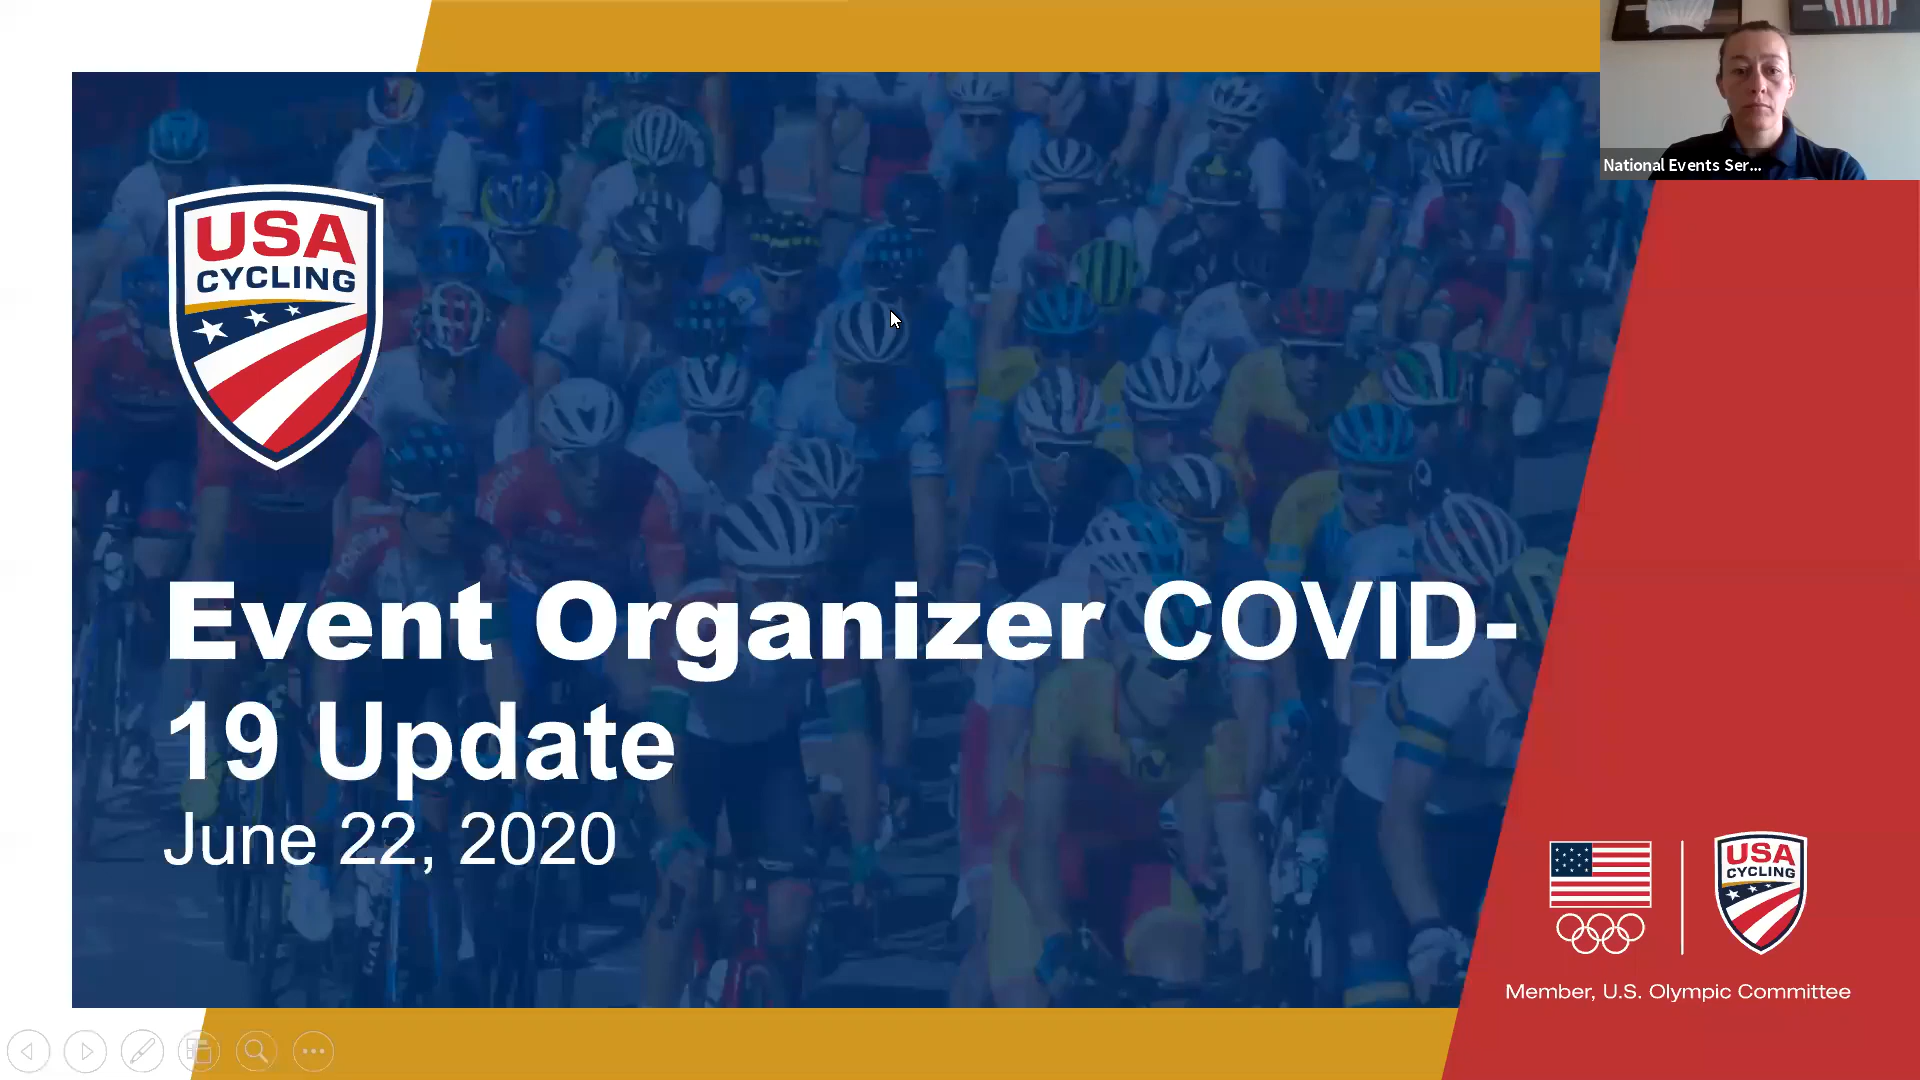 National Events Ser...
USA
CYCLING
Event Organizer COVID-
19 Update
June 22, 2020
USA
CYCLING
Member, U.S. Olympic Committee